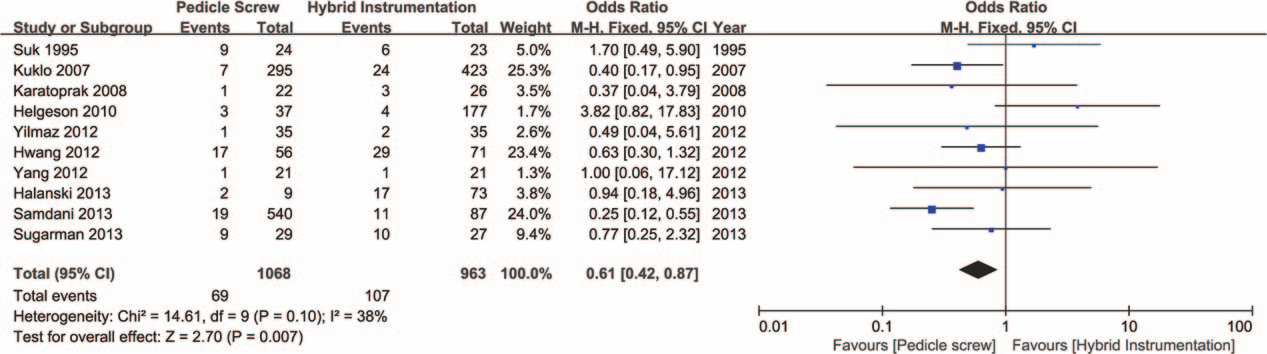 Pedicle Screw Hybrid Instrumentation Odds Ratio Odds Ratio
Study or Subgroup Events Total Events Total Weight M-H, Fixed, 95% CI Year M-H, Fixed, 95% CI
Suk 1995 9 24 6 23 5.0% 1.70 [0.49, 5.90] 1995
Kuklo 2007 7 295 24 423 25.3% 0.40 [0.17, 0.95] 2007
Karatoprak 2008 1 22 3 26 3.5% 0.37 [0.04, 3.79] 2008
Helgeson 2010 3 37 4 177 1.7% 3.82 [0.82, 17.83] 2010
Yilmaz 2012 1 35 2 35 2.6% 0.49 [0.04, 5.61] 2012
Hwang 2012 17 56 29 71 23.4% 0.63 [0.30, 1.32] 2012
Yang 2012 1 21 1 21 1.3% 1.00 [0.06, 17.12] 2012
Halanski 2013 2 9 17 73 3.8% 0.94 [0.18, 4.96] 2013
Samdani 2013 19 540 11 87 24.0% 0.25 [0.12, 0.55] 2013
Sugarman 2013 9 29 10 27 9.4% 0.77 [0.25, 2.32] 2013
Total (95% CI) 1068 963 100.0% 0.61 [0.42, 0.87]
Total events 69 107
Heterogeneity: Chi² = 14.61, df = 9 (P = 0.10); I² = 38%
Test for overall effect: Z = 2.70 (P = 0.007)
0.01 0.1 1 10 100
Favours [Pedicle screw] Favours [Hybrid Instrumentation]